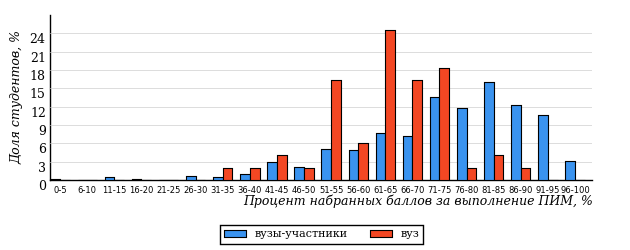 Доля студентов, %
24
21
18
15
12
9
6
3
0
0-5 6-10 11-15 16-20 21-25 26-30 31-35 36-40 41-45 46-50 51-55 56-60 61-65 66-70 71-75 76-80 81-85 86-90 91-95 96-100
Процент набранных баллов за выполнение ПИМ, %
вузы-участники вуз